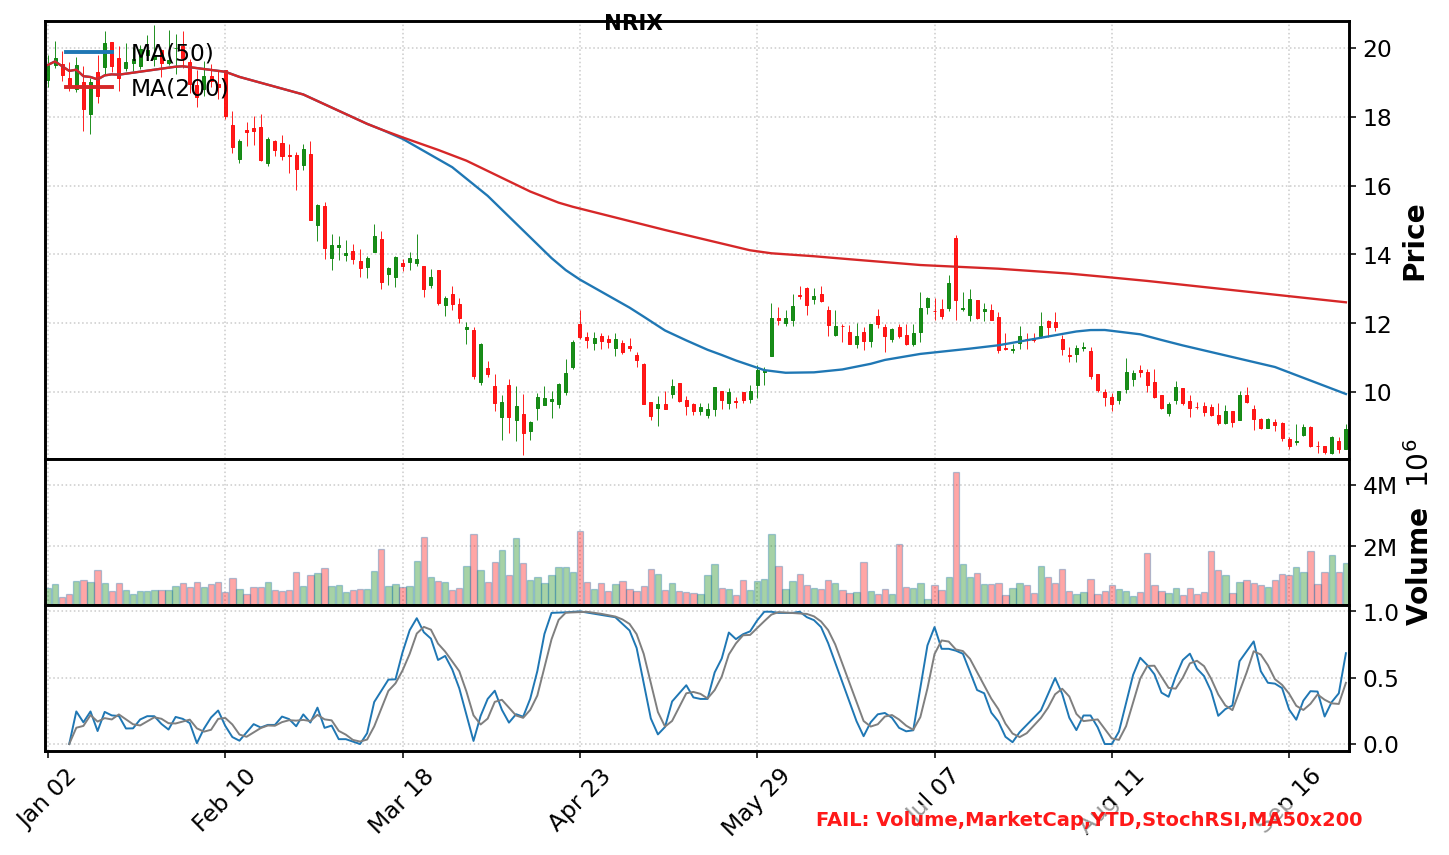 NRIX
MA(50)
MA(200)
20
18
16
14
12
10
Price
4M
2M
Volume 10^6
1.0
0.5
0.0
Jan 02
Feb 10
Mar 18
Apr 23
May 29
Jul 07
Aug 11
Sep 16
FAIL: Volume,MarketCap,YTD,StochRSI,MA50x200